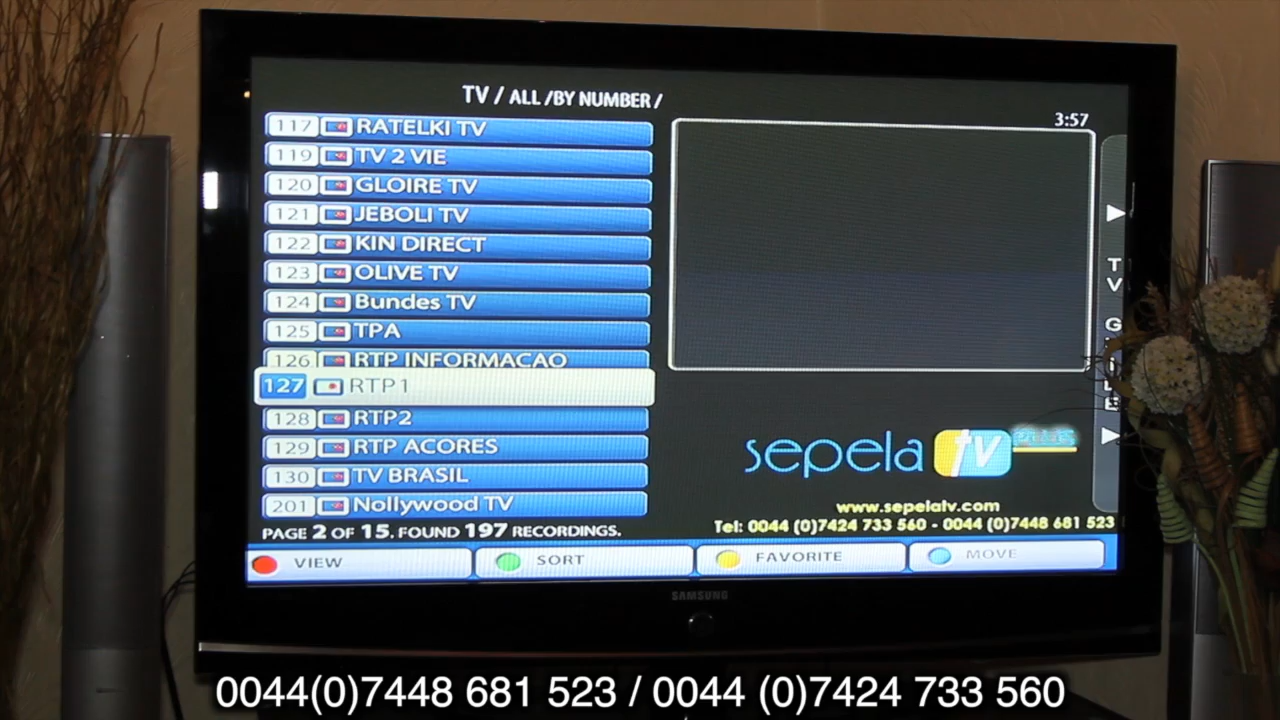 TV / ALL /BY NUMBER /
3:57
117 RATELKI TV
119 TV 2 VIE
120 GLOIRE TV
121 JEBOLI TV
122 KIN DIRECT
123 OLIVE TV
124 Bundes TV
125 TPA
126 RTP INFORMACAO
127 RTP1
128 RTP2
129 RTP ACORES
130 TV BRASIL
201 Nollywood TV
PAGE 2 OF 15. FOUND 197 RECORDINGS.
TV GUIDE
sepela tv
www.sepelatv.com
Tel: 0044 (0)7424 733 560 - 0044 (0)7448 681 523
VIEW SORT FAVORITE MOVE
SAMSUNG
0044(0)7448 681 523 / 0044 (0)7424 733 560